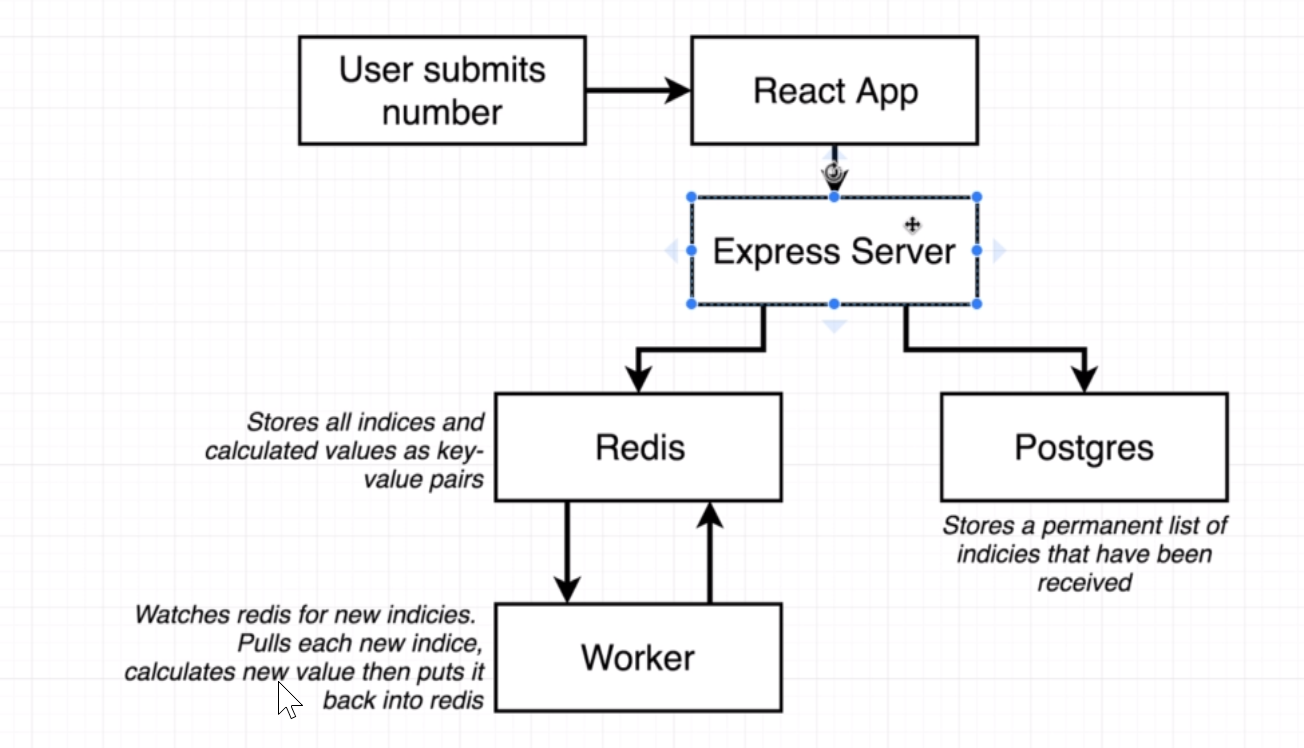 User submits
number
React App
Express Server
Stores all indices and
calculated values as key-
value pairs
Redis
Postgres
Stores a permanent list of
indicies that have been
received
Watches redis for new indicies.
Pulls each new indice,
calculates new value then puts it
back into redis
Worker